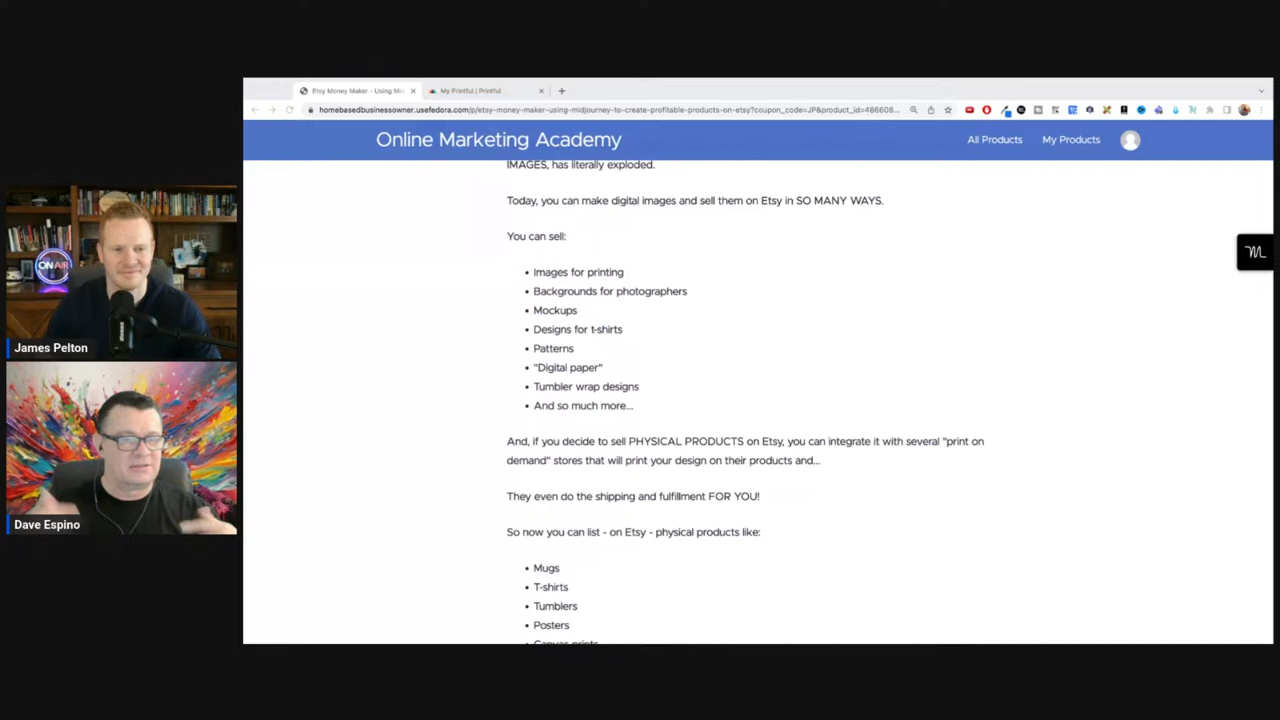 Etsy Money Maker - Using Mid
My Printful | Printful
homebasedbusinessowner.usefedora.com/p/etsy-money-maker-using-midjourney-to-create-profitable-products-on-etsy?coupon_code=JP&product_id=466608...
Online Marketing Academy
All Products
My Products
IMAGES, has literally exploded.
Today, you can make digital images and sell them on Etsy in SO MANY WAYS.
You can sell:
• Images for printing
• Backgrounds for photographers
• Mockups
• Designs for t-shirts
• Patterns
• "Digital paper"
• Tumbler wrap designs
• And so much more...
And, if you decide to sell PHYSICAL PRODUCTS on Etsy, you can integrate it with several "print on
demand" stores that will print your design on their products and...
They even do the shipping and fulfillment FOR YOU!
So now you can list - on Etsy - physical products like:
• Mugs
• T-shirts
• Tumblers
• Posters
• Canvas prints
ON AIR
James Pelton
Dave Espino